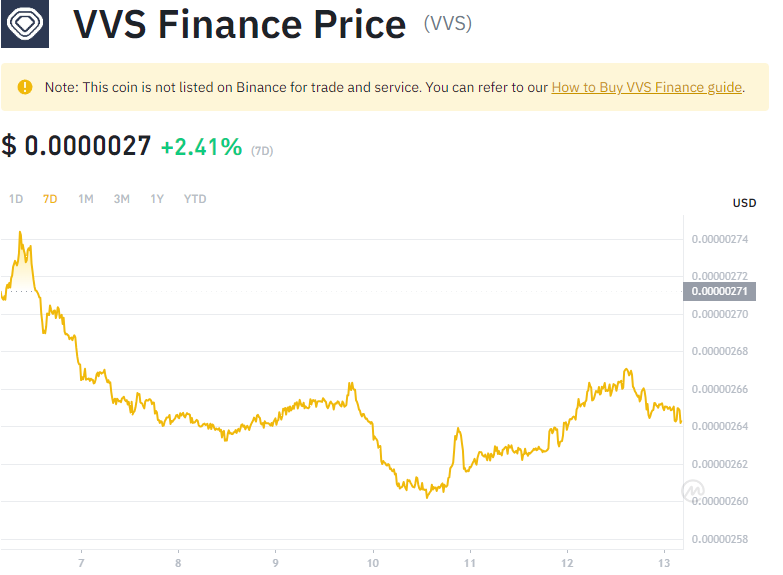 VVS Finance Price (VVS)
Note: This coin is not listed on Binance for trade and service. You can refer to our How to Buy VVS Finance guide.
$ 0.0000027 +2.41% (7D)
1D 7D 1M 3M 1Y YTD
USD
0.00000274
0.00000272
0.00000271
0.00000270
0.00000268
0.00000266
0.00000264
0.00000262
0.00000260
0.00000258
7 8 9 10 11 12 13